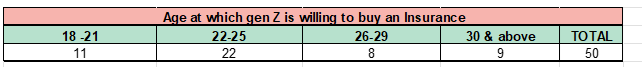 Age at which gen Z is willing to buy an Insurance
18 -21 22-25 26-29 30 & above TOTAL
11 22 8 9 50